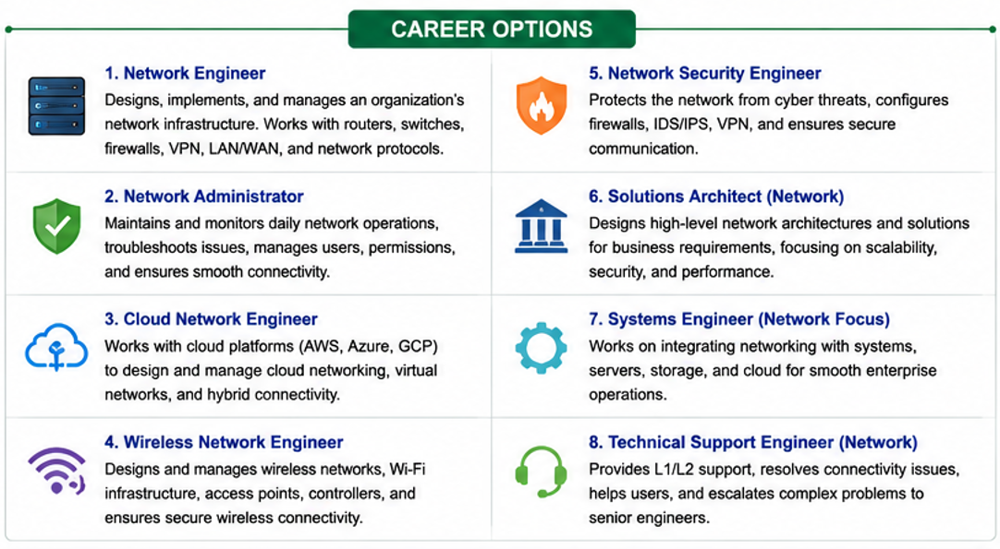 CAREER OPTIONS
1. Network Engineer
Designs, implements, and manages an organization's
network infrastructure. Works with routers, switches,
firewalls, VPN, LAN/WAN, and network protocols.
2. Network Administrator
Maintains and monitors daily network operations,
troubleshoots issues, manages users, permissions,
and ensures smooth connectivity.
3. Cloud Network Engineer
Works with cloud platforms (AWS, Azure, GCP)
to design and manage cloud networking, virtual
networks, and hybrid connectivity.
4. Wireless Network Engineer
Designs and manages wireless networks, Wi-Fi
infrastructure, access points, controllers, and
ensures secure wireless connectivity.
5. Network Security Engineer
Protects the network from cyber threats, configures
firewalls, IDS/IPS, VPN, and ensures secure
communication.
6. Solutions Architect (Network)
Designs high-level network architectures and solutions
for business requirements, focusing on scalability,
security, and performance.
7. Systems Engineer (Network Focus)
Works on integrating networking with systems,
servers, storage, and cloud for smooth enterprise
operations.
8. Technical Support Engineer (Network)
Provides L1/L2 support, resolves connectivity issues,
helps users, and escalates complex problems to
senior engineers.